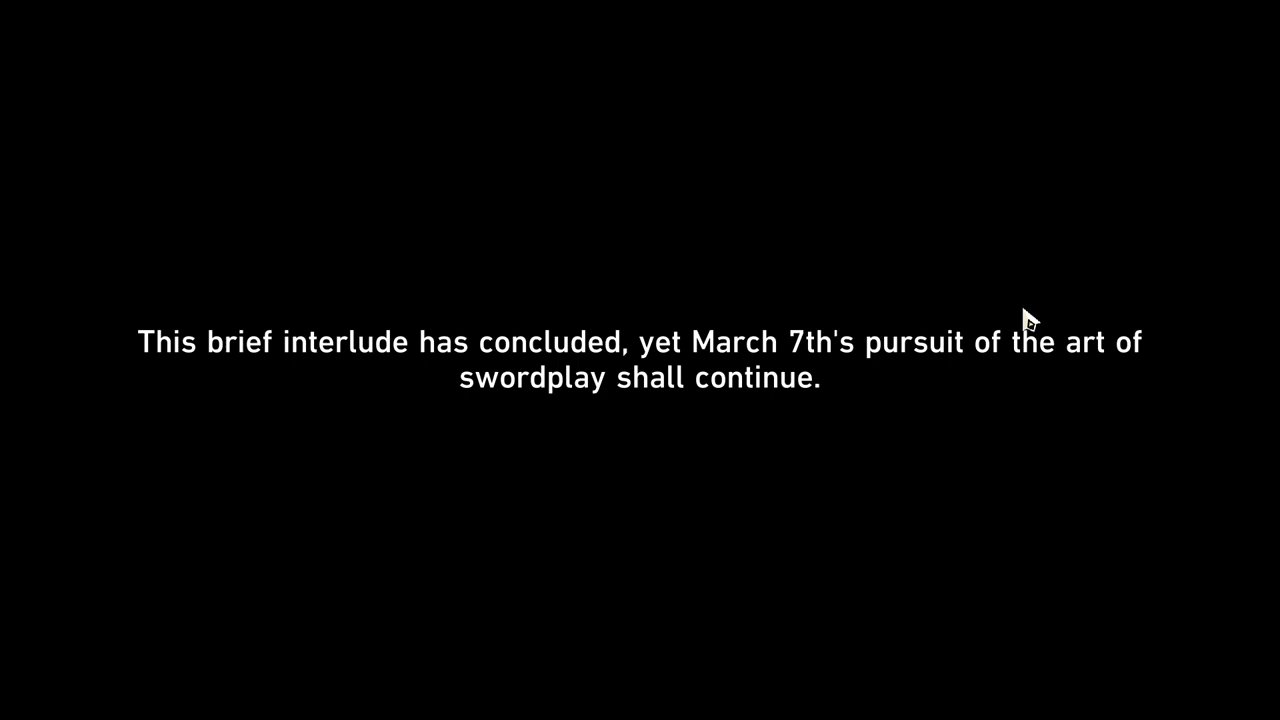 This brief interlude has concluded, yet March 7th's pursuit of the art of
swordplay shall continue.